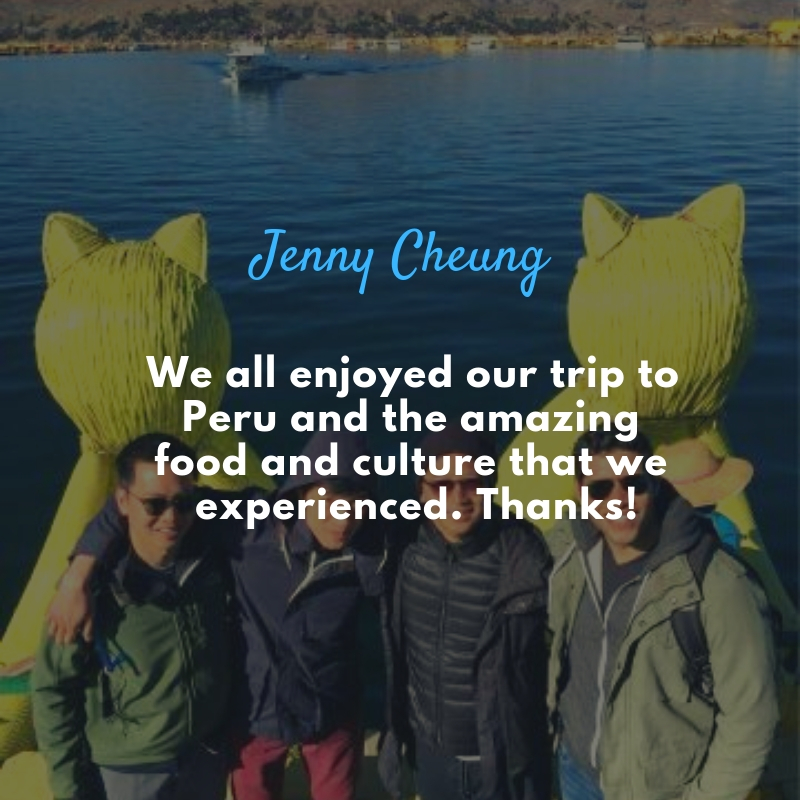 Jenny Cheung
We all enjoyed our trip to
Peru and the amazing
food and culture that we
experienced. Thanks!